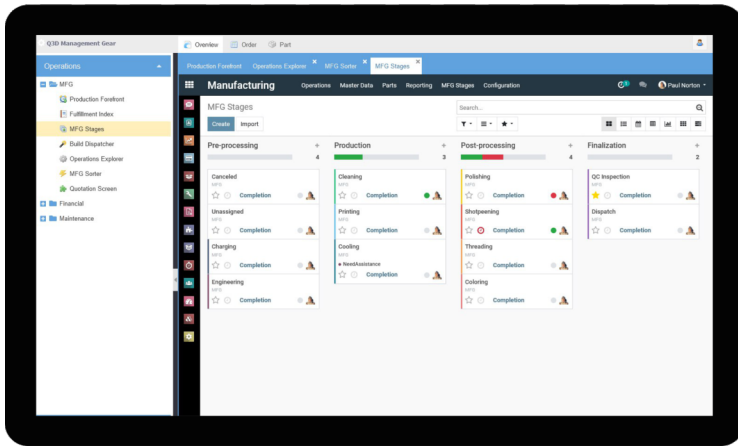 Q3D Management Gear
Overview Order Part
Operations
Production Forefront Operations Explorer MFG Sorter MFG Stages
MFG
Production Forefront
Fulfillment Index
MFG Stages
Build Dispatcher
Operations Explorer
MFG Sorter
Quotation Screen
Financial
Maintenance
Manufacturing Operations Master Data Parts Reporting MFG Stages Configuration Paul Norton
MFG Stages
Search...
Create Import
Pre-processing +
4
Canceled
MFG
Completion
Unassigned
MFG
Completion
Charging
MFG
Completion
Engineering
MFG
Completion
Production +
3
Cleaning
MFG
Completion
Printing
MFG
Completion
Cooling
MFG
NeedAssistance
Completion
Post-processing +
4
Polishing
MFG
Completion
Shotpeening
MFG
Completion
Threading
MFG
Completion
Coloring
MFG
Completion
Finalization +
2
QC Inspection
MFG
Completion
Dispatch
MFG
Completion